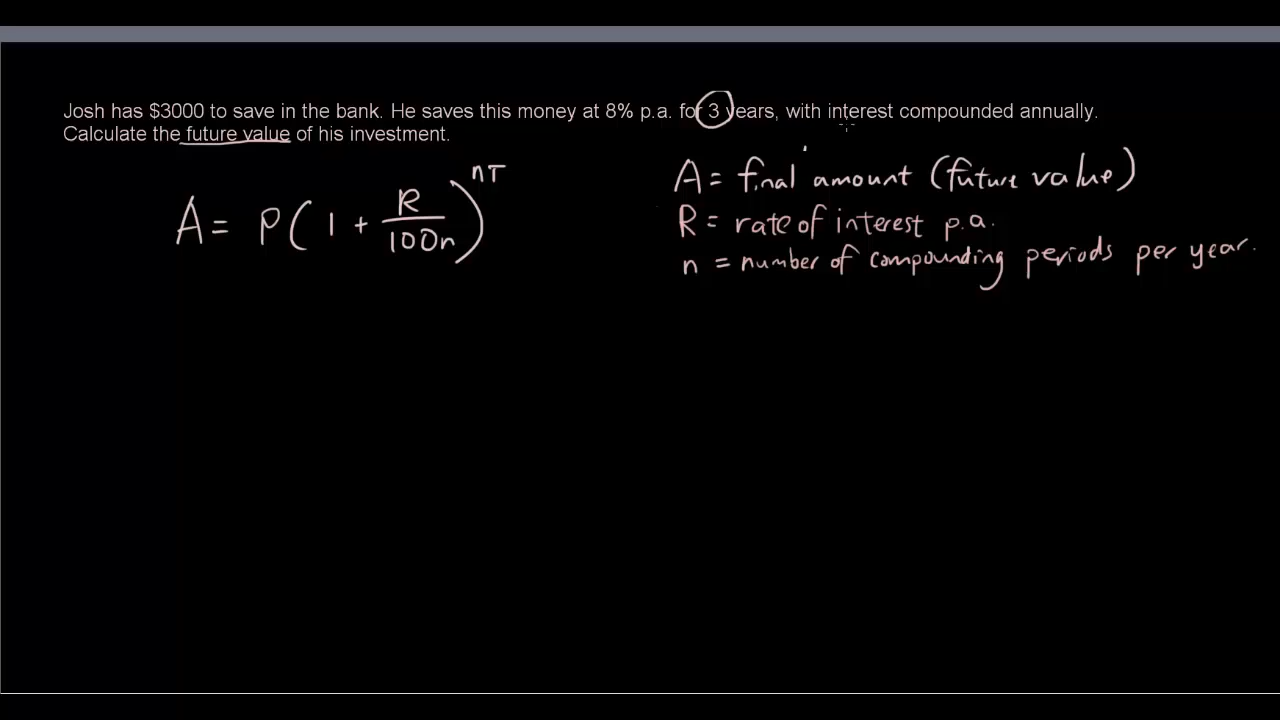 Josh has $3000 to save in the bank. He saves this money at 8% p.a. for 3 years, with interest compounded annually.
Calculate the future value of his investment.
A = P(1 + R/100n)^nT
A = final amount (future value)
R = rate of interest p.a.
n = number of compounding periods per year.